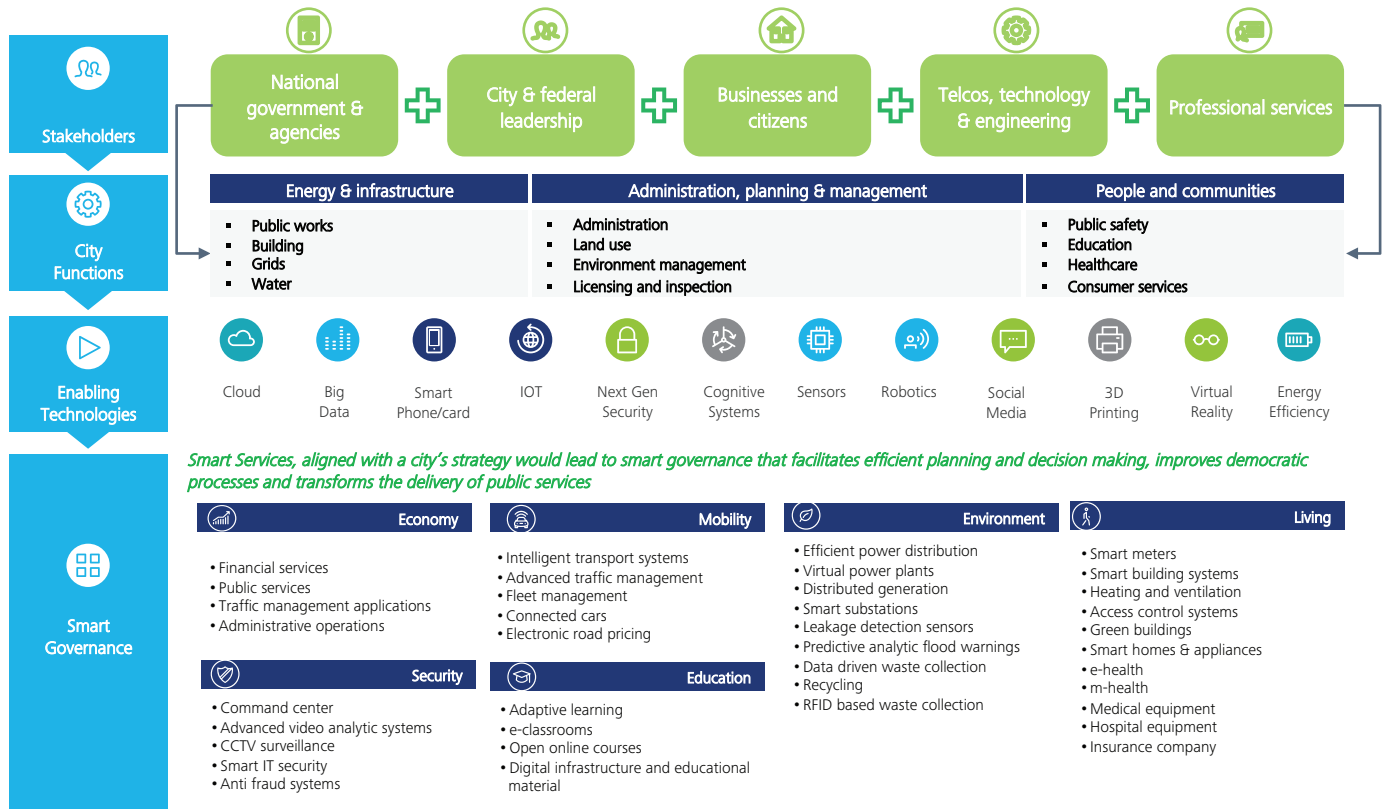 Stakeholders
National
government &
agencies
City & federal
leadership
Businesses and
citizens
Telcos, technology
& engineering
Professional services
City
Functions
Energy & infrastructure
▪ Public works
▪ Building
▪ Grids
▪ Water
Administration, planning & management
▪ Administration
▪ Land use
▪ Environment management
▪ Licensing and inspection
People and communities
▪ Public safety
▪ Education
▪ Healthcare
▪ Consumer services
Enabling
Technologies
Cloud
Big
Data
Smart
Phone/card
IOT
Next Gen
Security
Cognitive
Systems
Sensors
Robotics
Social
Media
3D
Printing
Virtual
Reality
Energy
Efficiency
Smart
Governance
Smart Services, aligned with a city's strategy would lead to smart governance that facilitates efficient planning and decision making, improves democratic
processes and transforms the delivery of public services
Economy
• Financial services
• Public services
• Traffic management applications
• Administrative operations
Mobility
• Intelligent transport systems
• Advanced traffic management
• Fleet management
• Connected cars
• Electronic road pricing
Environment
• Efficient power distribution
• Virtual power plants
• Distributed generation
• Smart substations
• Leakage detection sensors
• Predictive analytic flood warnings
• Data driven waste collection
• Recycling
• RFID based waste collection
Living
• Smart meters
• Smart building systems
• Heating and ventilation
• Access control systems
• Green buildings
• Smart homes & appliances
• e-health
• m-health
• Medical equipment
• Hospital equipment
• Insurance company
Security
• Command center
• Advanced video analytic systems
• CCTV surveillance
• Smart IT security
• Anti fraud systems
Education
• Adaptive learning
• e-classrooms
• Open online courses
• Digital infrastructure and educational
material